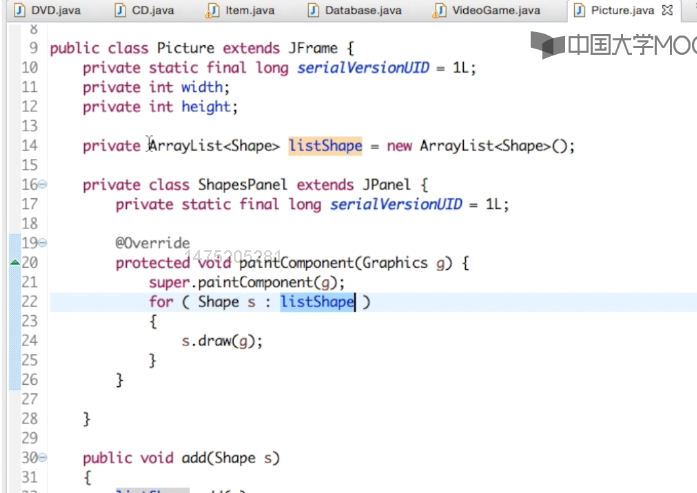 DVD.java CD.java Item.java Database.java VideoGame.java Picture.java
中国大学MOO
8
9 public class Picture extends JFrame {
10 private static final long serialVersionUID = 1L;
11 private int width;
12 private int height;
13
14 private ArrayList<Shape> listShape = new ArrayList<Shape>();
15
16 private class ShapesPanel extends JPanel {
17 private static final long serialVersionUID = 1L;
18
19 @Override
1475205281
20 protected void paintComponent(Graphics g) {
21 super.paintComponent(g);
22 for ( Shape s : listShape )
23 {
24 s.draw(g);
25 }
26 }
27
28 }
29
30 public void add(Shape s)
31 {